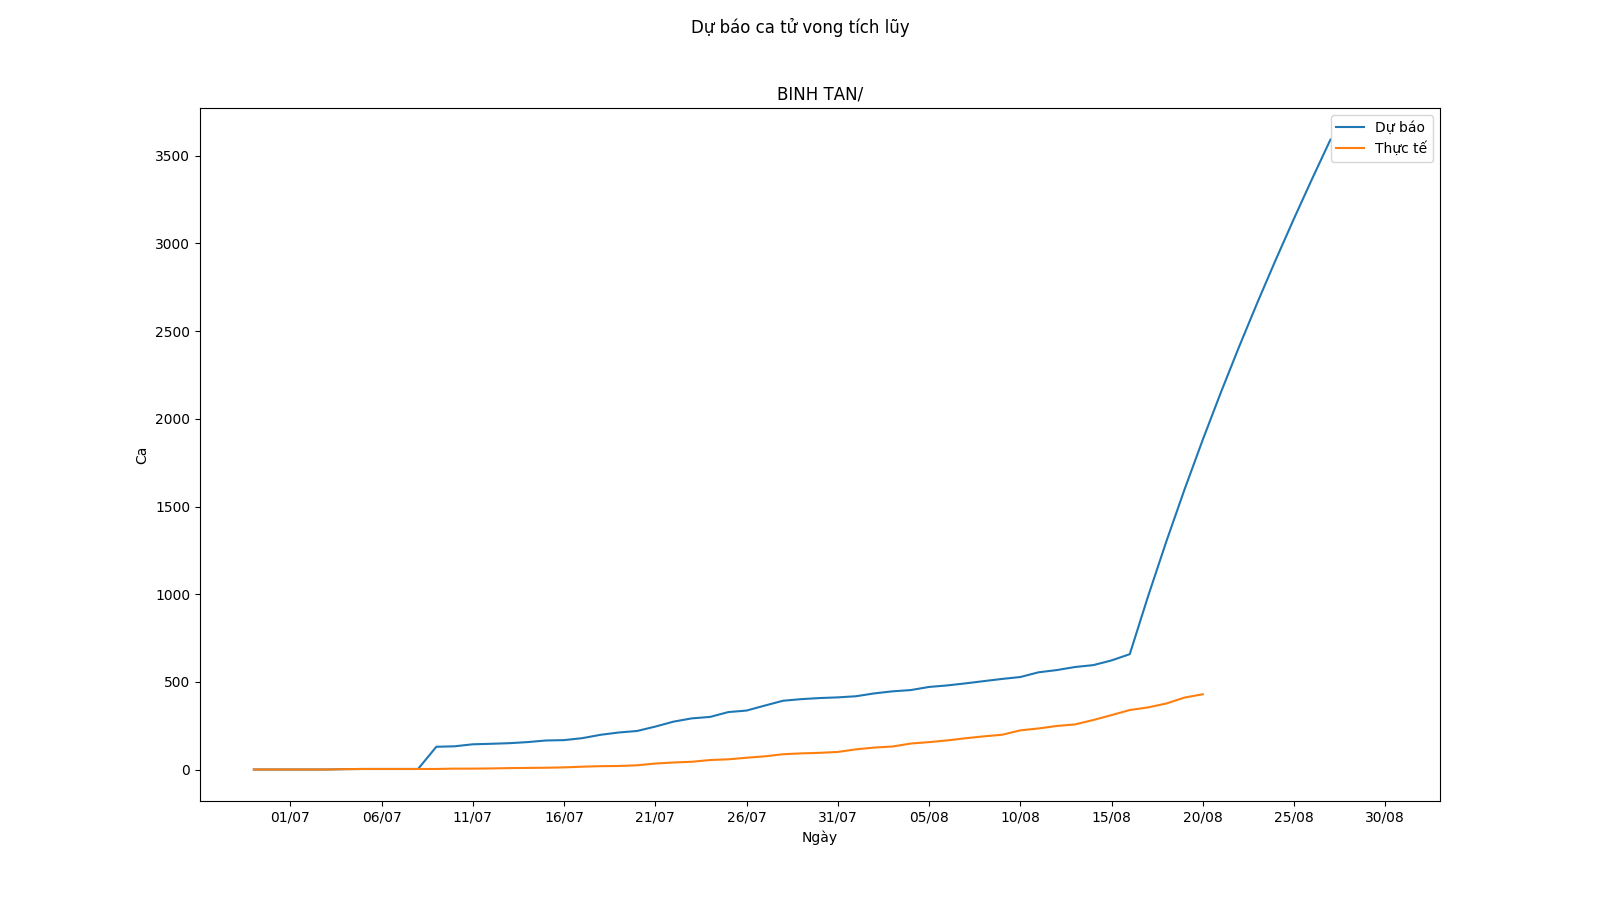 Dự báo ca tử vong tích lũy
BINH TAN/
Dự báo
Thực tế
3500
3000
2500
2000
1500
1000
500
0
Ca
01/07 06/07 11/07 16/07 21/07 26/07 31/07 05/08 10/08 15/08 20/08 25/08 30/08
Ngày